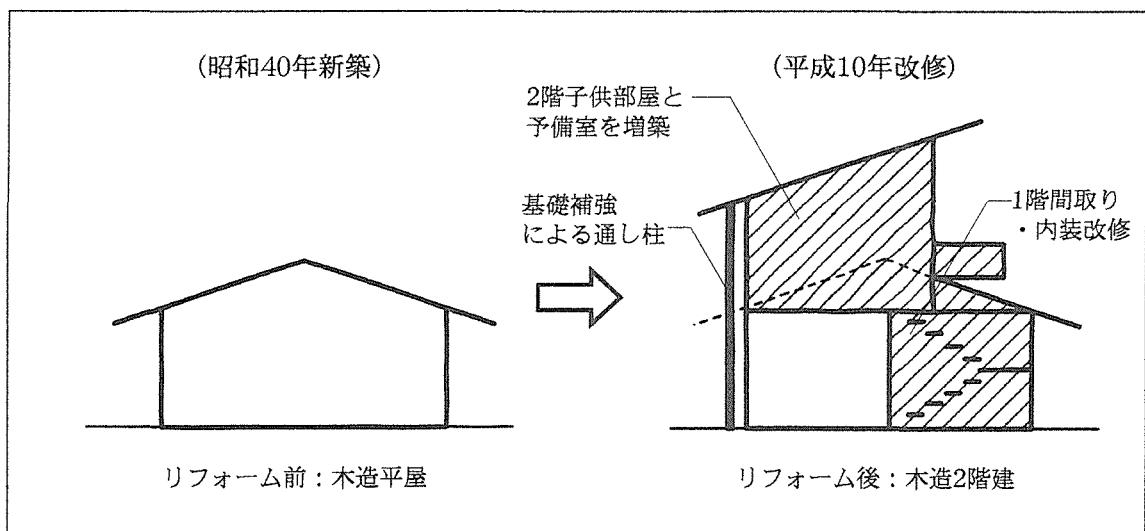 (昭和40年新築)
(平成10年改修)
2階子供部屋と
予備室を増築
基礎補強
による通し柱
1階間取り
・内装改修
リフォーム前:木造平屋
リフォーム後:木造2階建